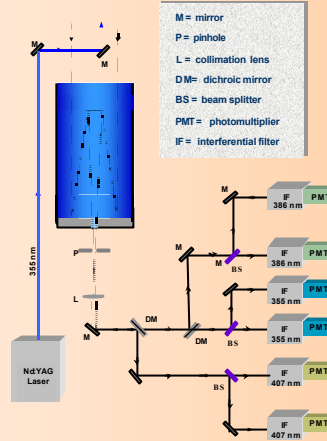 M = mirror
P = pinhole
L = collimation lens
DM= dichroic mirror
BS = beam splitter
PMT= photomultiplier
IF = interferential filter
M
M
355 nm
P
L
M
Nd:YAG
Laser
DM
DM
M
M
M
BS
BS
BS
IF
386 nm
PMT
IF
386 nm
PMT
IF
355 nm
PMT
IF
355 nm
PMT
IF
407 nm
PMT
IF
407 nm
PMT